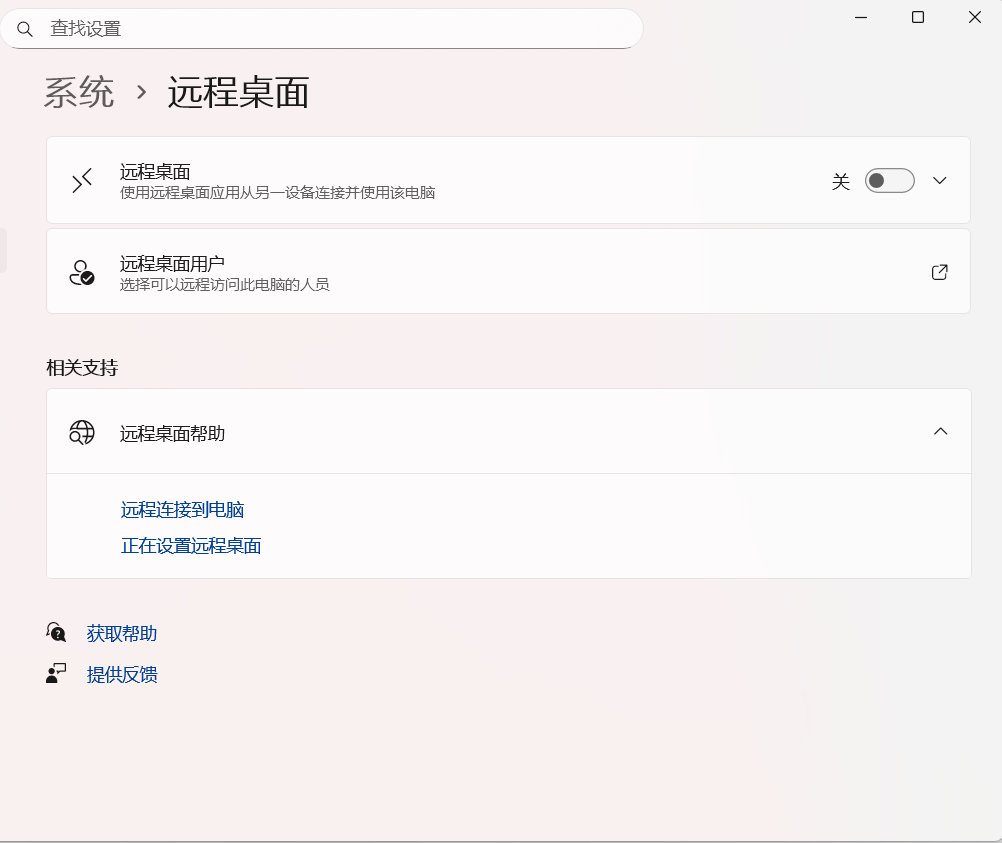 查找设置
系统 › 远程桌面
远程桌面
使用远程桌面应用从另一设备连接并使用该电脑
关
远程桌面用户
选择可以远程访问此电脑的人员
相关支持
远程桌面帮助
远程连接到电脑
正在设置远程桌面
获取帮助
提供反馈